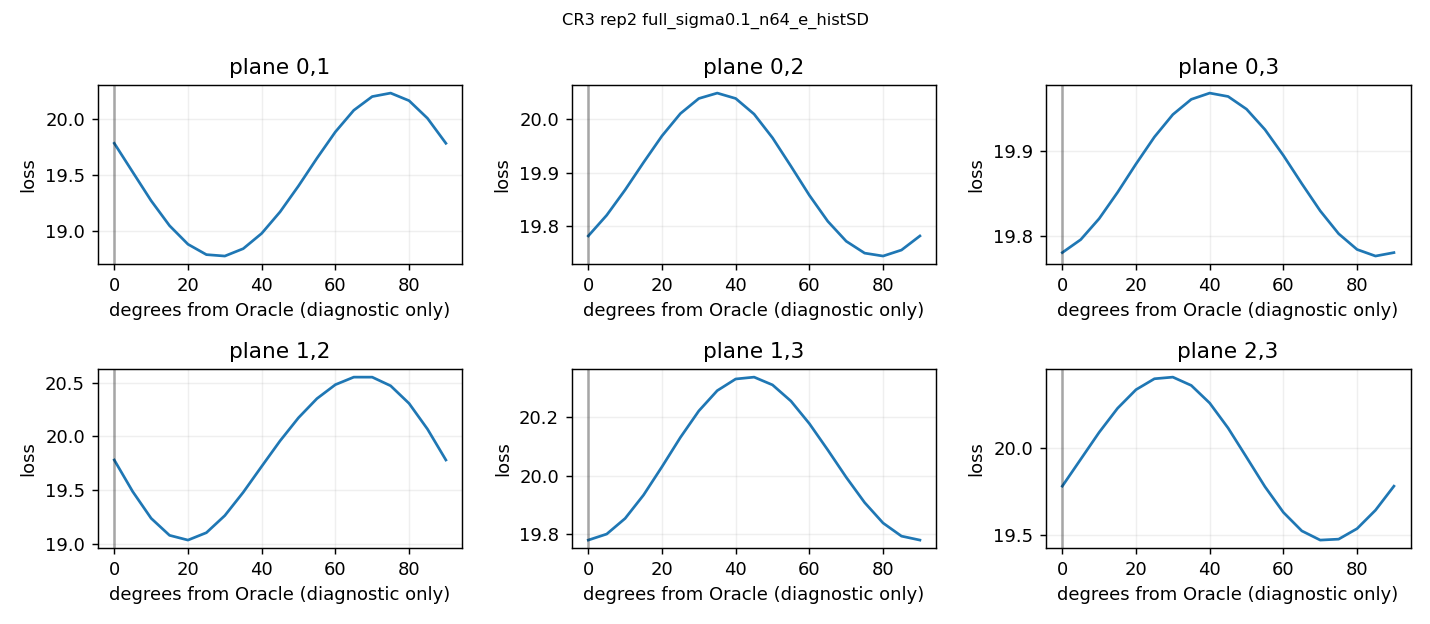 CR3 rep2 full_sigma0.1_n64_e_histSD
plane 0,1
plane 0,2
plane 0,3
loss
20.0
19.5
19.0
0 20 40 60 80
degrees from Oracle (diagnostic only)
loss
20.0
19.9
19.8
0 20 40 60 80
degrees from Oracle (diagnostic only)
loss
19.9
19.8
0 20 40 60 80
degrees from Oracle (diagnostic only)
plane 1,2
plane 1,3
plane 2,3
loss
20.5
20.0
19.5
19.0
0 20 40 60 80
degrees from Oracle (diagnostic only)
loss
20.2
20.0
19.8
0 20 40 60 80
degrees from Oracle (diagnostic only)
loss
20.0
19.5
0 20 40 60 80
degrees from Oracle (diagnostic only)